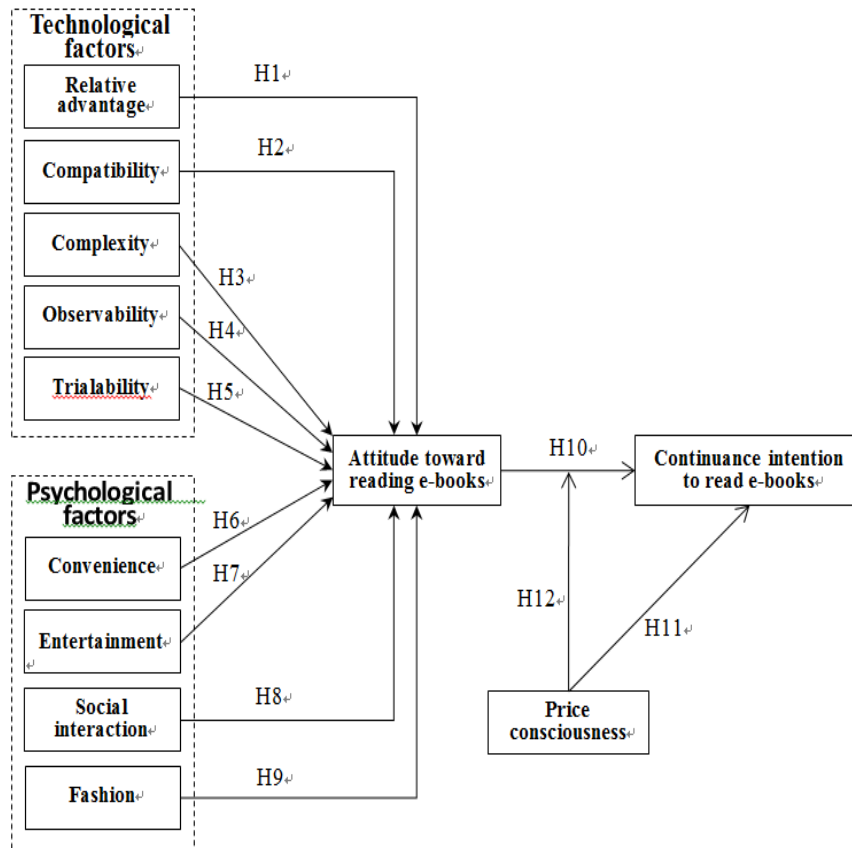 Technological
factors
Relative
advantage
H1
Compatibility
H2
Complexity
H3
Observability
H4
Trialability
H5
Attitude toward
reading e-books
H10
Continuance intention
to read e-books
Psychological
factors
Convenience
H6
Entertainment
H7
Social
interaction
H8
Fashion
H9
H12
H11
Price
consciousness